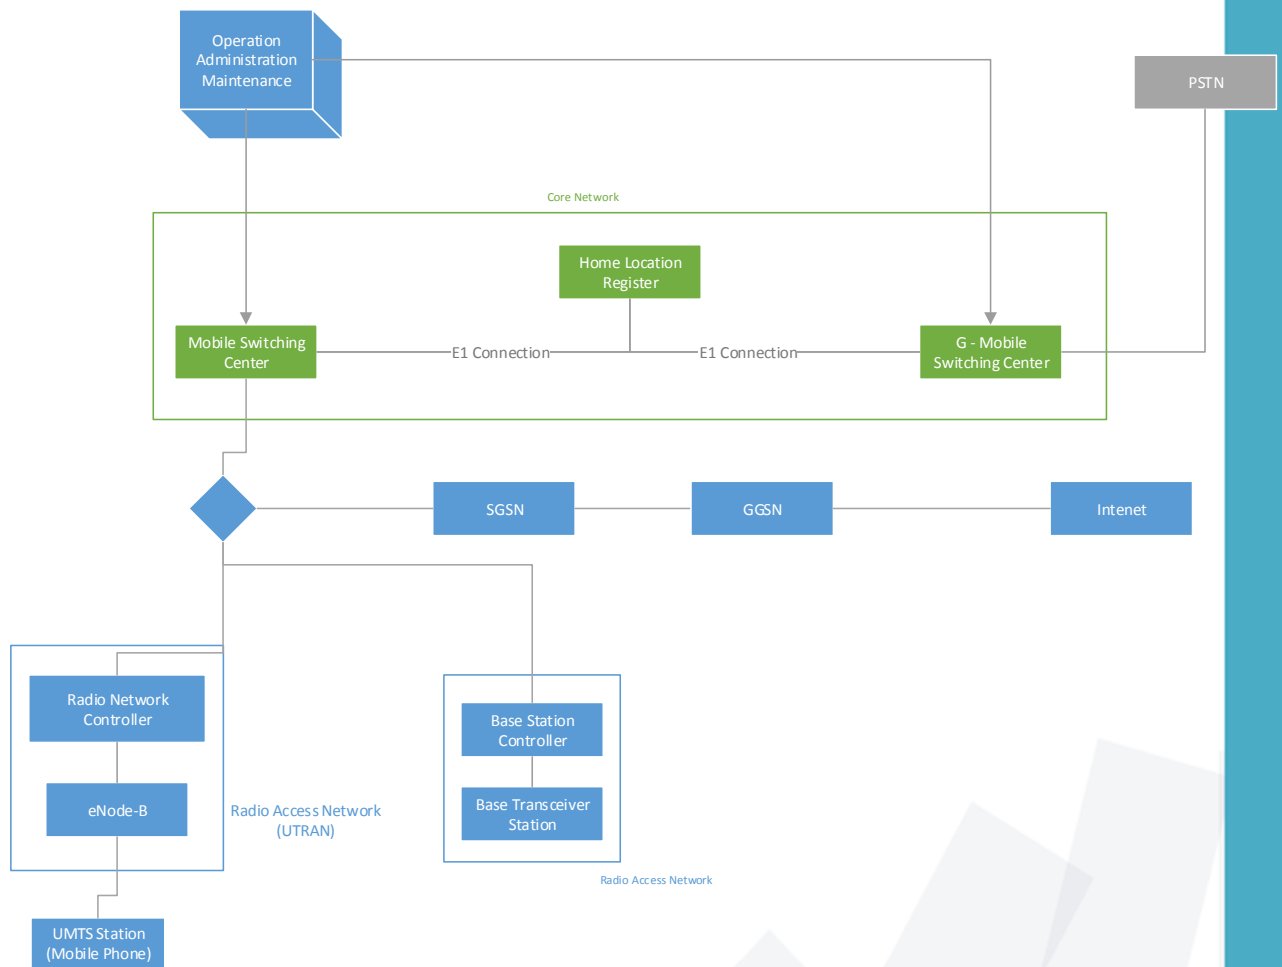 Operation
Administration
Maintenance
PSTN
Core Network
Home Location
Register
Mobile Switching
Center
E1 Connection
E1 Connection
G - Mobile
Switching Center
SGSN
GGSN
Intenet
Radio Network
Controller
Base Station
Controller
eNode-B
Radio Access Network
(UTRAN)
Base Transceiver
Station
Radio Access Network
UMTS Station
(Mobile Phone)